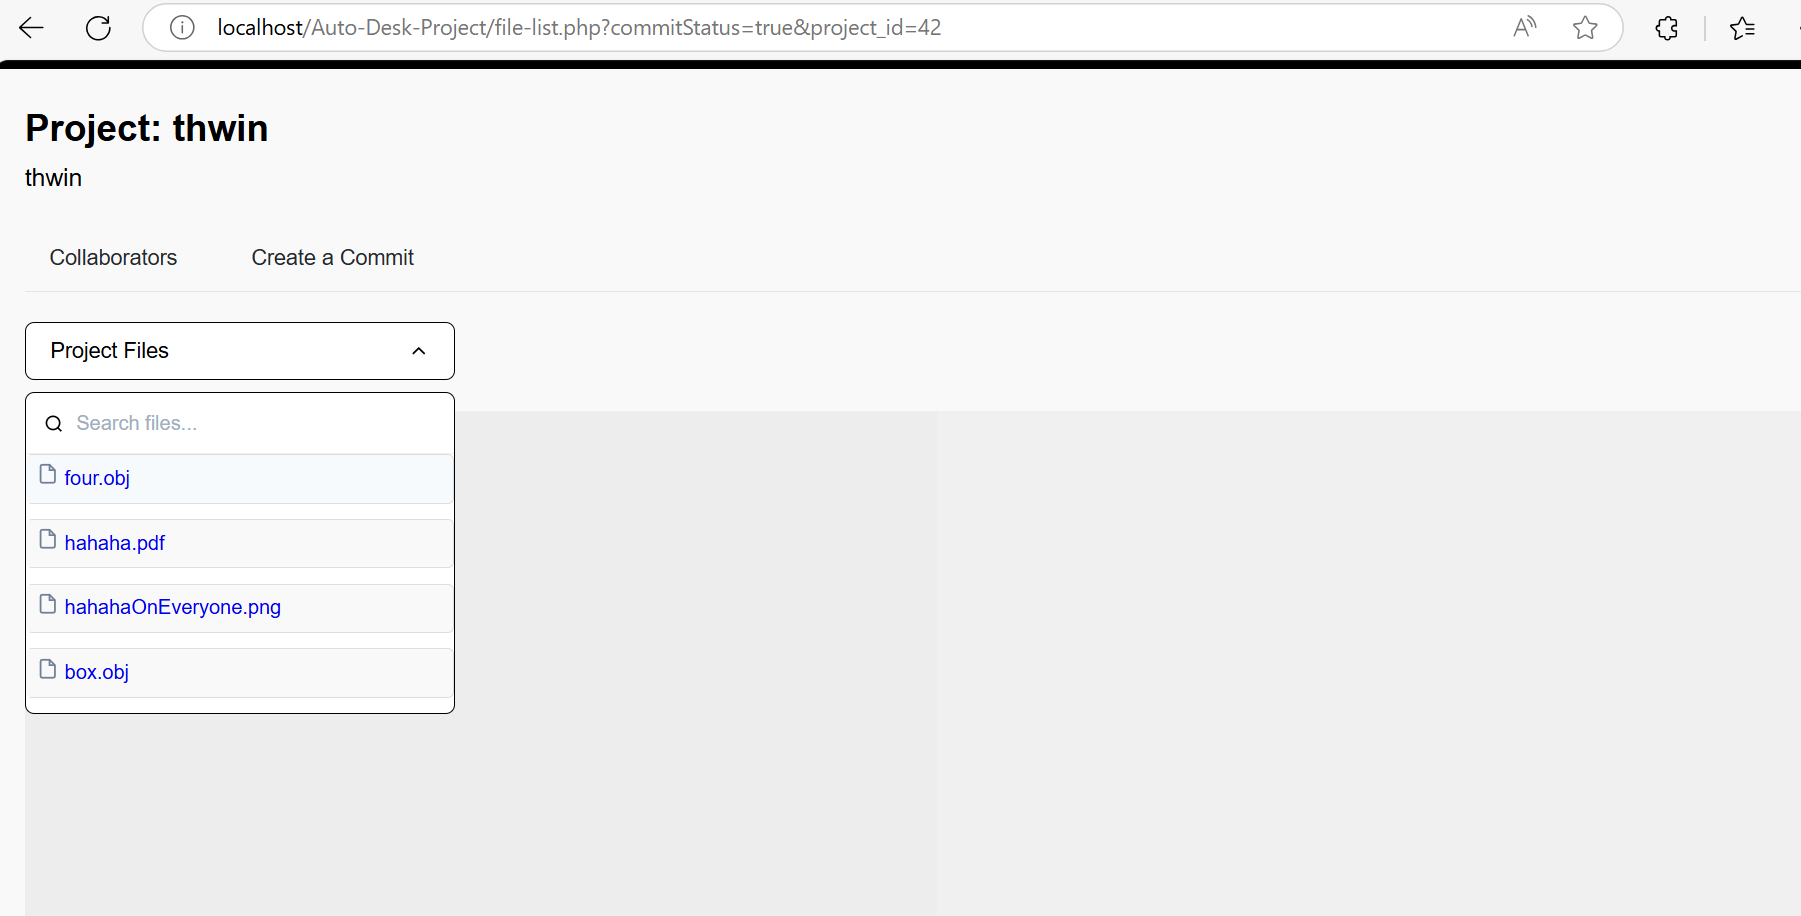 localhost/Auto-Desk-Project/file-list.php?commitStatus=true&project_id=42
Project: thwin
thwin
Collaborators Create a Commit
Project Files
Search files...
four.obj
hahaha.pdf
hahahaOnEveryone.png
box.obj